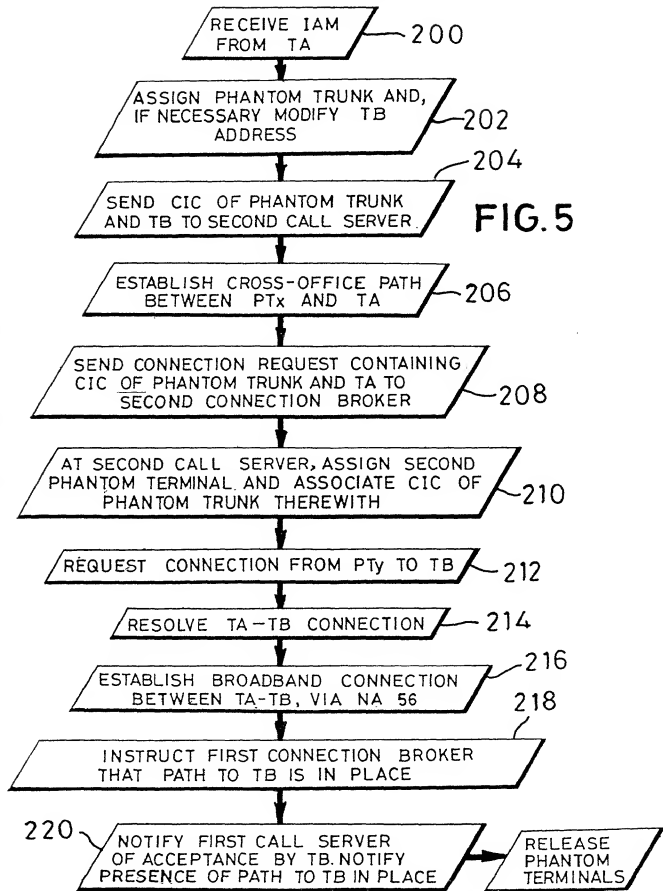 RECEIVE IAM
FROM TA
200
ASSIGN PHANTOM TRUNK AND,
IF NECESSARY MODIFY TB
ADDRESS
202
204
SEND CIC OF PHANTOM TRUNK
AND TB TO SECOND CALL SERVER
FIG. 5
ESTABLISH CROSS-OFFICE PATH
BETWEEN PTx AND TA
206
SEND CONNECTION REQUEST CONTAINING
CIC OF PHANTOM TRUNK AND TA TO
SECOND CONNECTION BROKER
208
AT SECOND CALL SERVER, ASSIGN SECOND
PHANTOM TERMINAL AND ASSOCIATE CIC OF
PHANTOM TRUNK THEREWITH
210
REQUEST CONNECTION FROM PTy TO TB
212
RESOLVE TA-TB CONNECTION
214
216
ESTABLISH BROADBAND CONNECTION
BETWEEN TA-TB, VIA NA 56
218
INSTRUCT FIRST CONNECTION BROKER
THAT PATH TO TB IS IN PLACE
220
NOTIFY FIRST CALL SERVER
OF ACCEPTANCE BY TB. NOTIFY
PRESENCE OF PATH TO TB IN PLACE
RELEASE
PHANTOM
TERMINALS